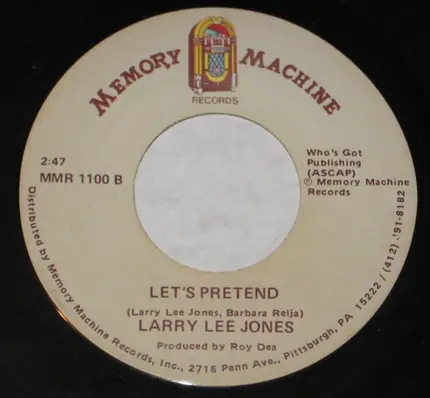 MEMORY MACHINE
RECORDS
2:47
MMR 1100 B
Who's Got
Publishing
(ASCAP)
℗ Memory Machine
Records
LET'S PRETEND
(Larry Lee Jones, Barbara Relja)
LARRY LEE JONES
Produced by Roy Dea
Distributed by Memory Machine Records, Inc., 2716 Penn Ave., Pittsburgh, PA 15222 / (412) 91-8182